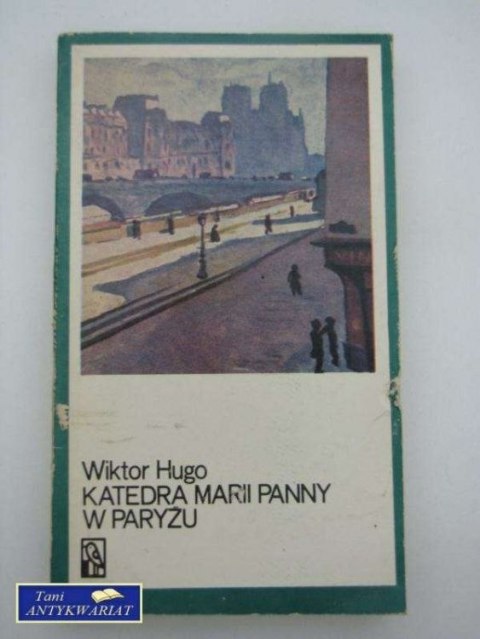 Wiktor Hugo
KATEDRA MARII PANNY
W PARYŻU
Tani
ANTYKWARIAT